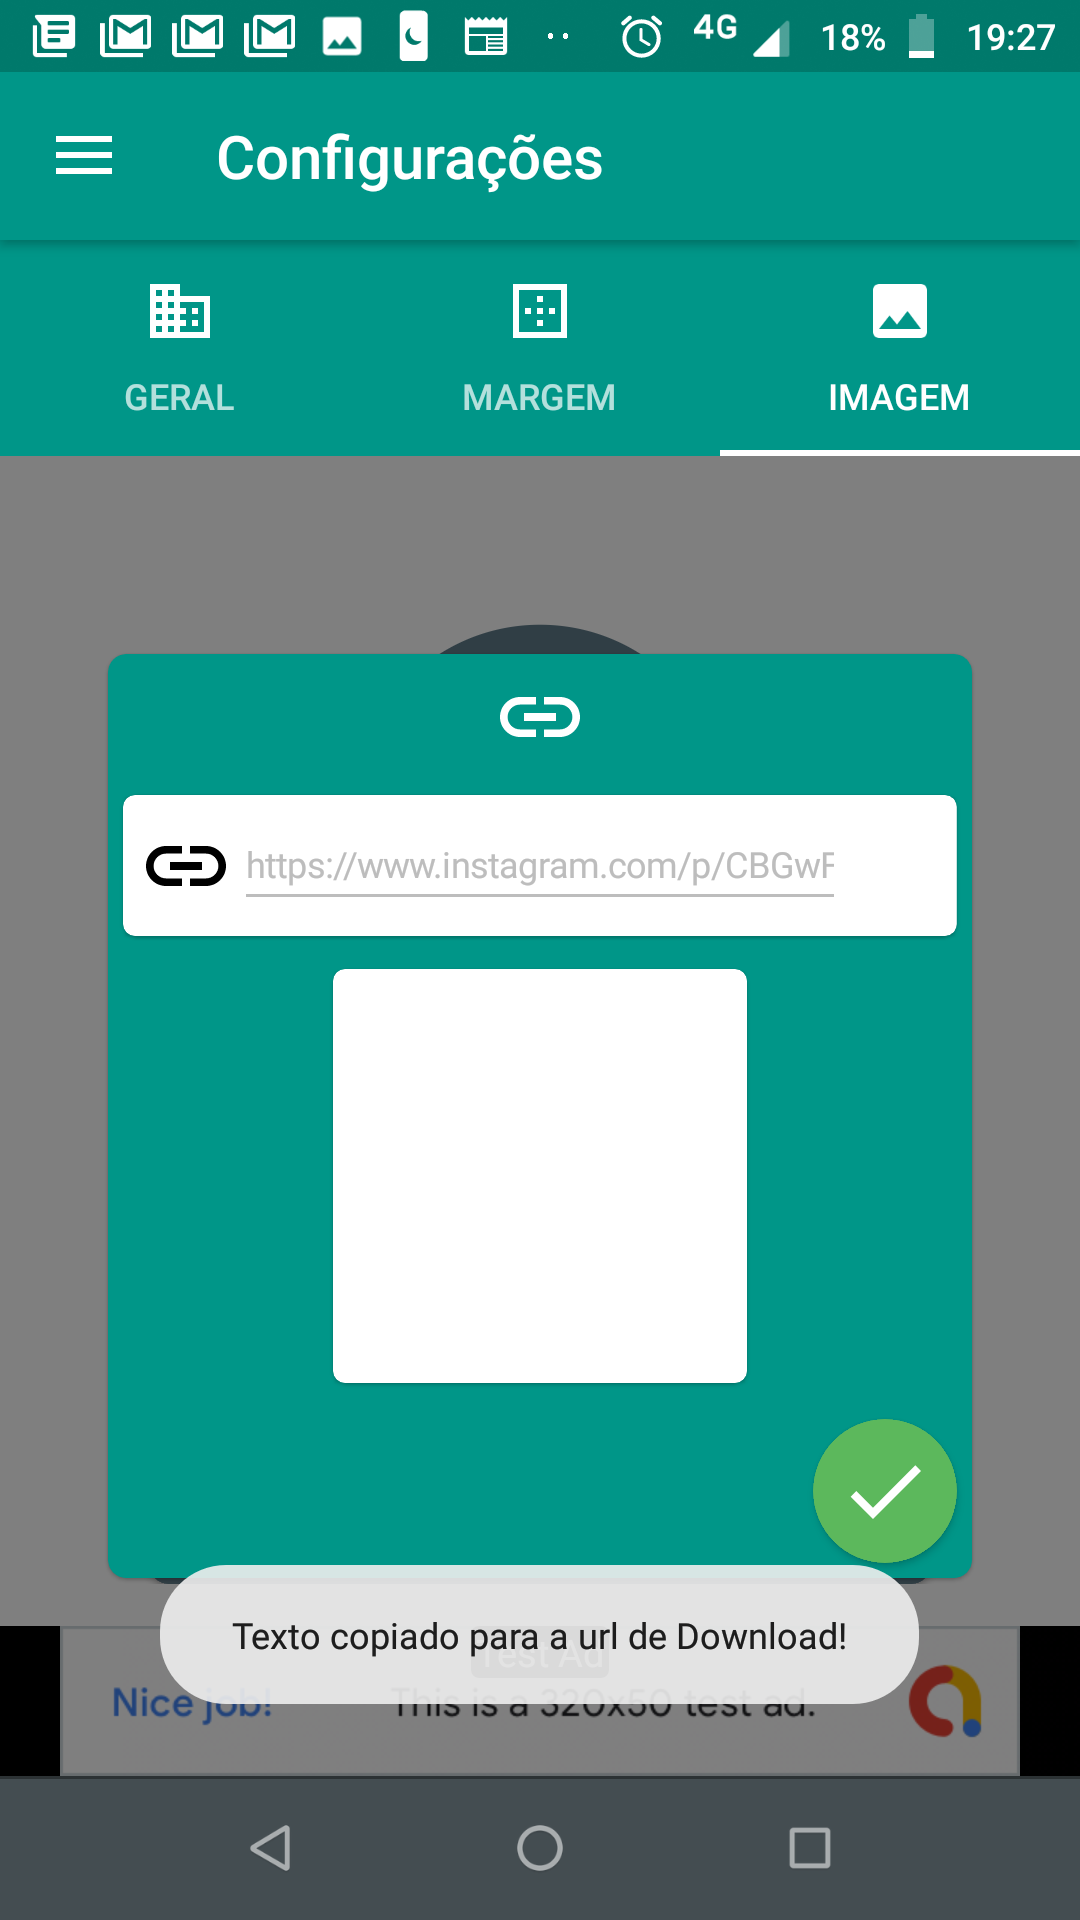 4G 18% 19:27
Configurações
GERAL MARGEM IMAGEM
https://www.instagram.com/p/CBGwF
Texto copiado para a url de Download!
Test Ad
Nice job! This is a 320x50 test ad.